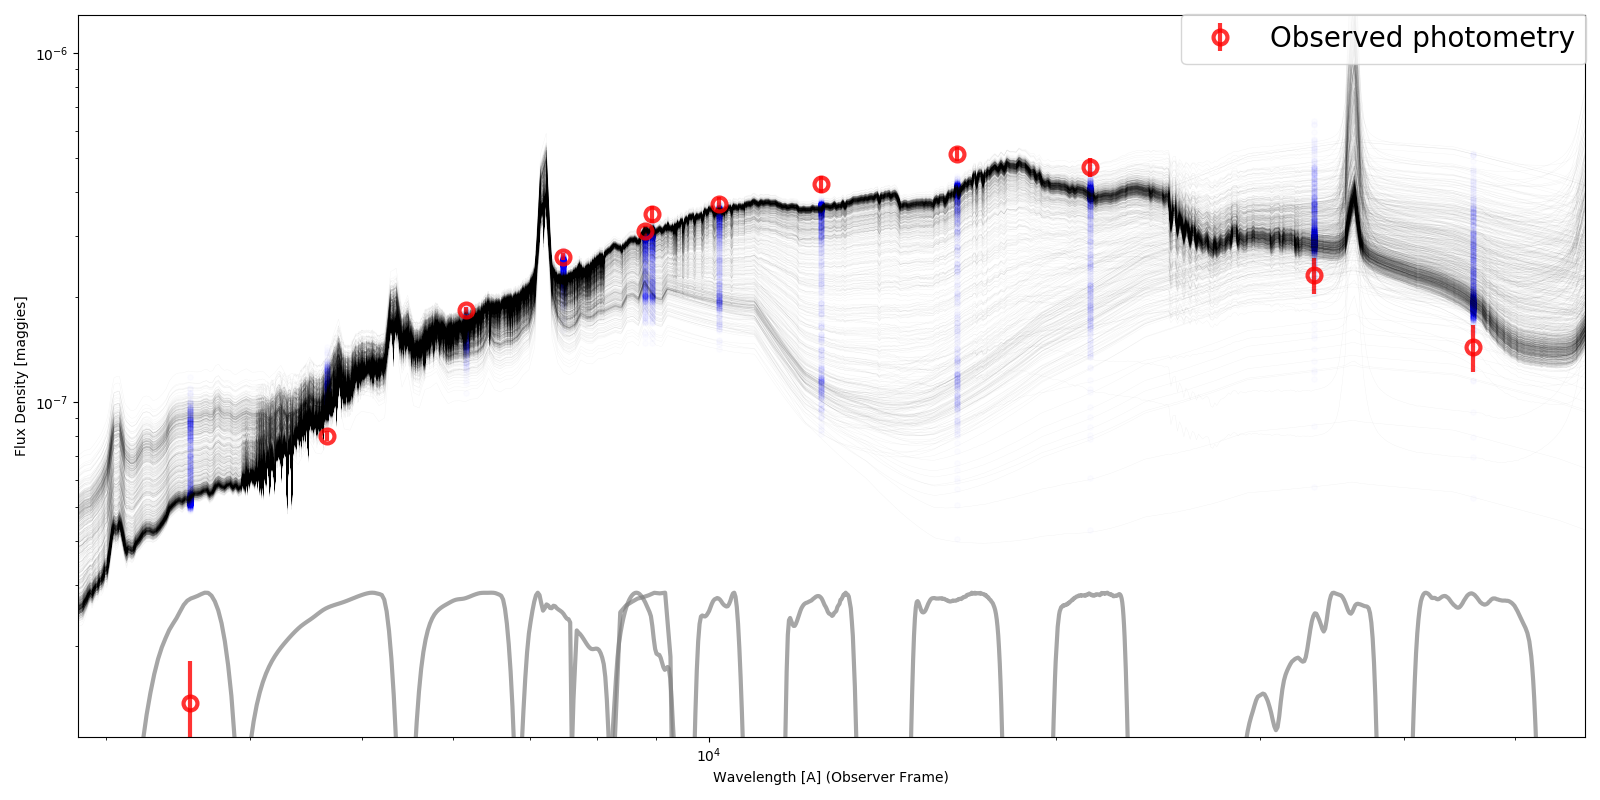 Observed photometry
10^{-6}
10^{-7}
Flux Density [maggies]
10^{4}
Wavelength [A] (Observer Frame)